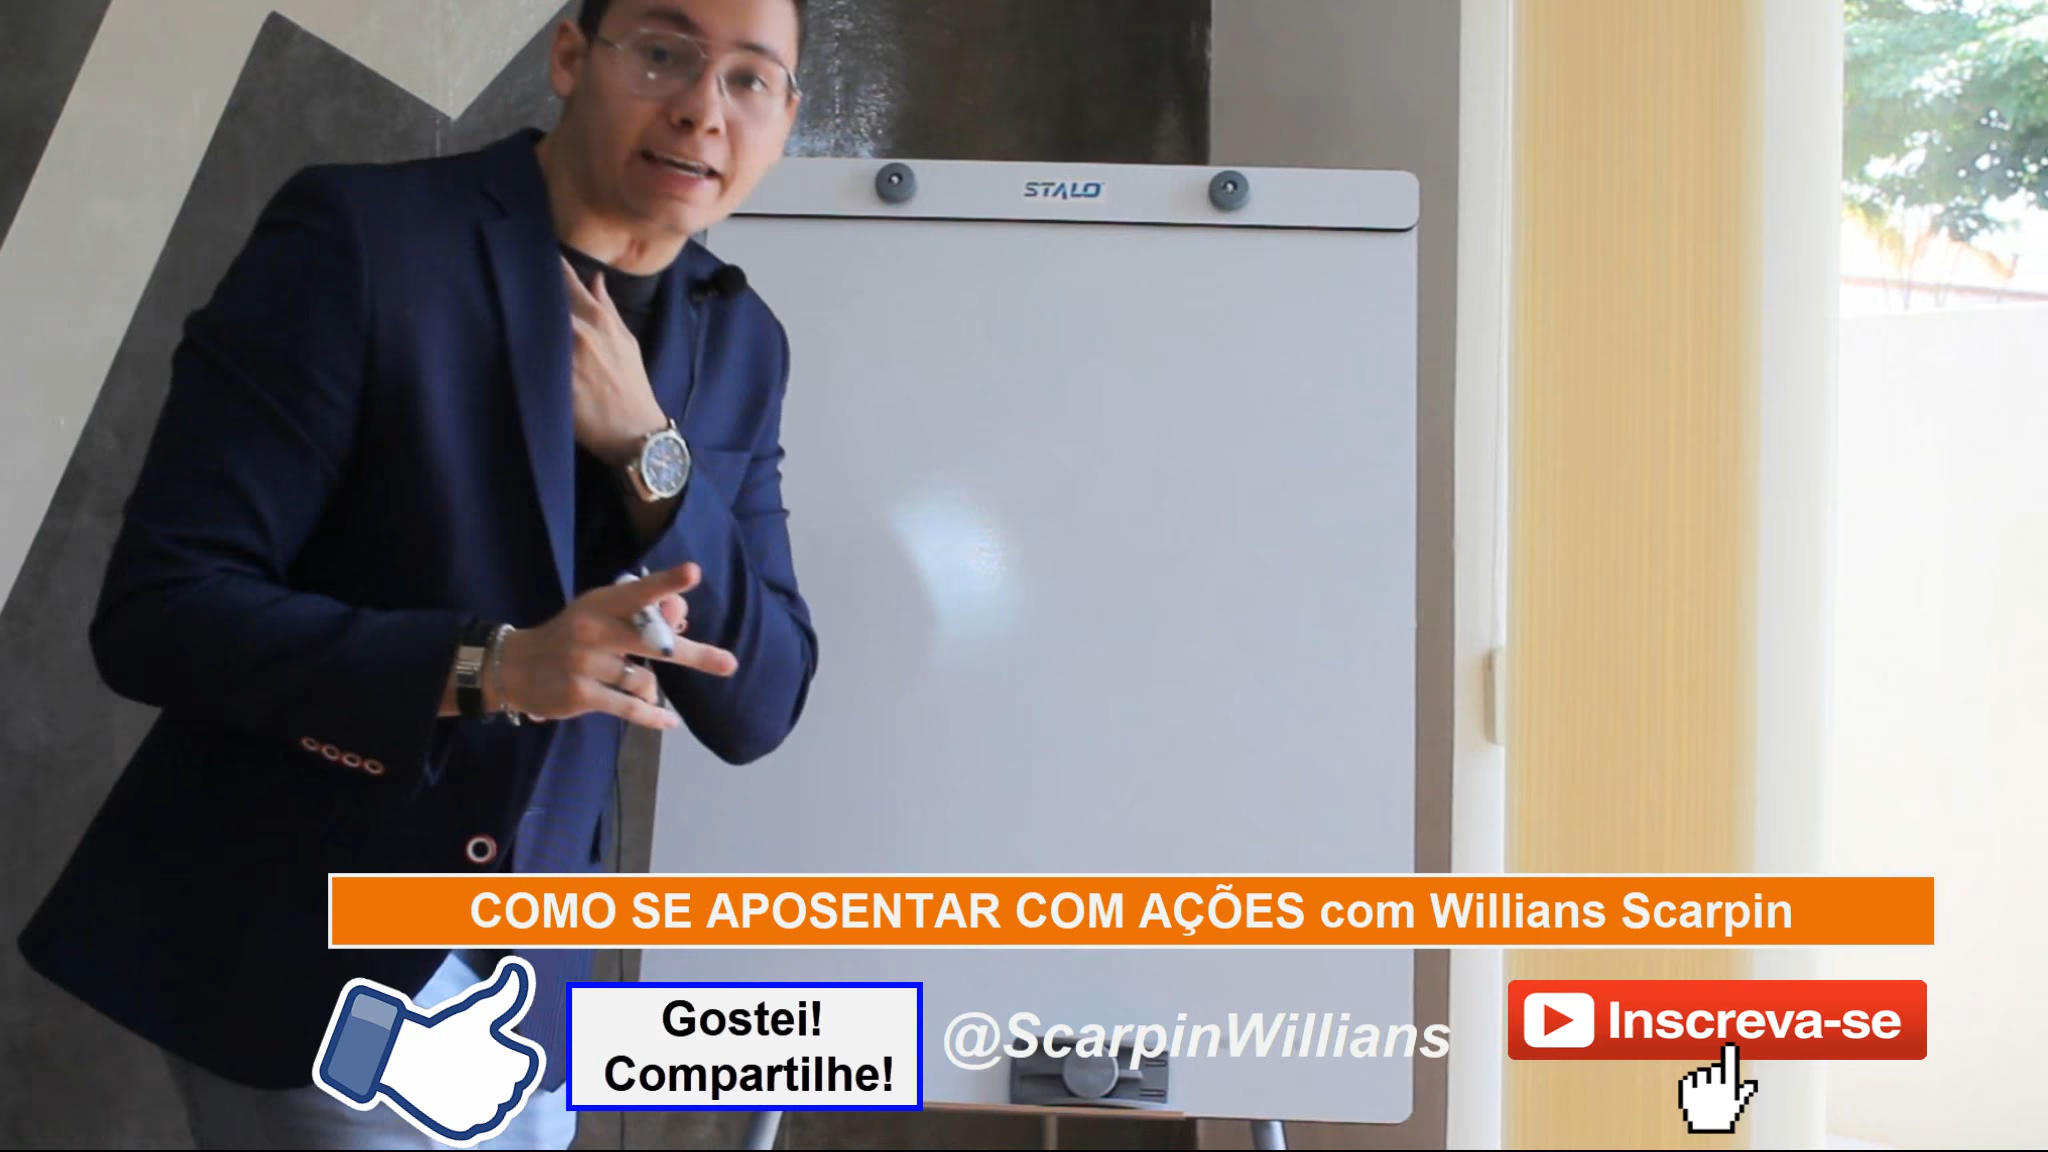 STALO
COMO SE APOSENTAR COM AÇÕES com Willians Scarpin
Gostei!
Compartilhe!
@ScarpinWillians
Inscreva-se